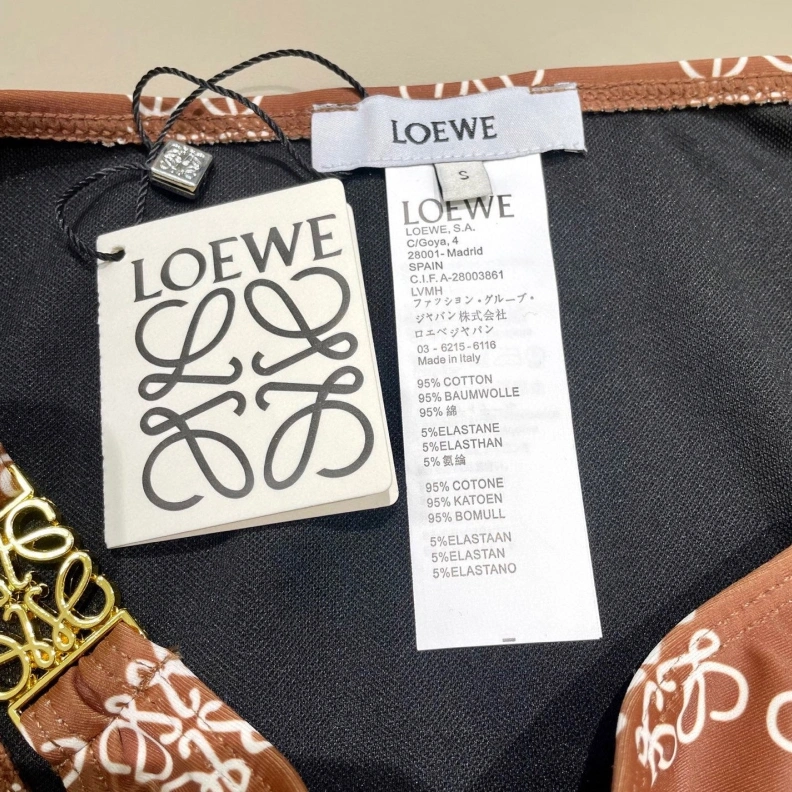 LOEWE
S
LOEWE
LOEWE
LOEWE, S.A.
C/Goya, 4
28001- Madrid
SPAIN
C.I.F. A-28003861
LVMH
ファッション・グループ・
ジャパン株式会社
ロエベジャパン
03 - 6215 - 6116
Made in Italy
95% COTTON
95% BAUMWOLLE
95% 綿
5%ELASTANE
5%ELASTHAN
5% 氨綸
95% COTONE
95% KATOEN
95% BOMULL
5%ELASTAAN
5%ELASTAN
5%ELASTANO